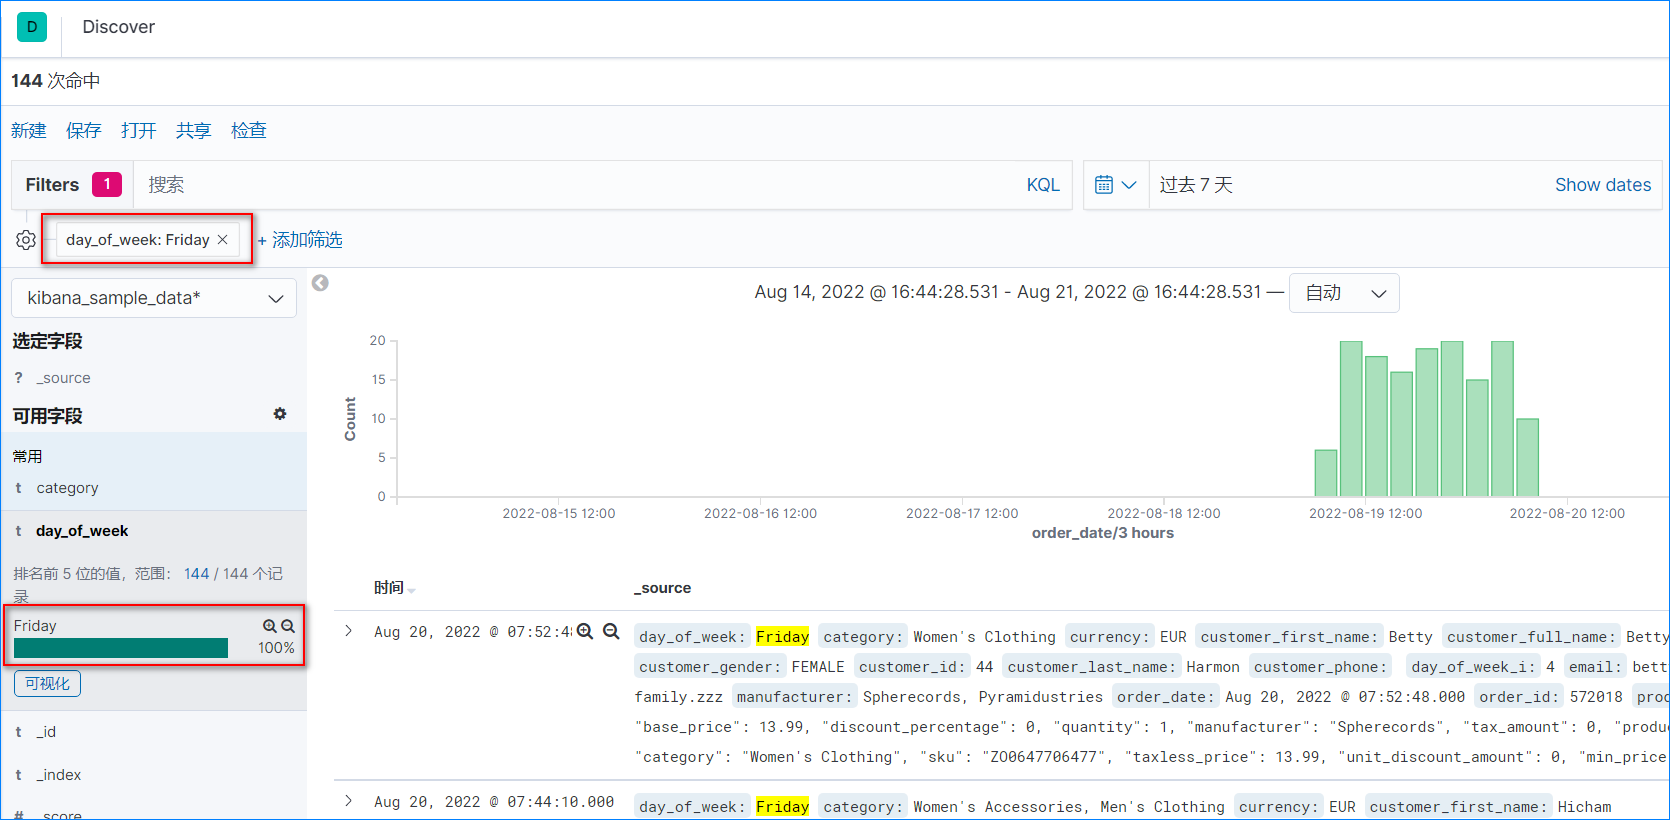 D Discover
144 次命中
新建 保存 打开 共享 检查
Filters 1 搜索 KQL 过去 7 天 Show dates
day_of_week: Friday × + 添加筛选
kibana_sample_data*
选定字段
? _source
可用字段
常用
t category
t day_of_week
排名前 5 位的值，范围： 144 / 144 个记
录
Friday
100%
可视化
t _id
t _index
# _score
Aug 14, 2022 @ 16:44:28.531 - Aug 21, 2022 @ 16:44:28.531 — 自动
20
15
10
5
0
Count
2022-08-15 12:00 2022-08-16 12:00 2022-08-17 12:00 2022-08-18 12:00 2022-08-19 12:00 2022-08-20 12:00
order_date/3 hours
时间 _source
Aug 20, 2022 @ 07:52:4 day_of_week: Friday category: Women's Clothing currency: EUR customer_first_name: Betty customer_full_name: Betty
customer_gender: FEMALE customer_id: 44 customer_last_name: Harmon customer_phone: day_of_week_i: 4 email: bett
family.zzz manufacturer: Spherecords, Pyramidustries order_date: Aug 20, 2022 @ 07:52:48.000 order_id: 572018 pro
"base_price": 13.99, "discount_percentage": 0, "quantity": 1, "manufacturer": "Spherecords", "tax_amount": 0, "produ
"category": "Women's Clothing", "sku": "ZO0647706477", "taxless_price": 13.99, "unit_discount_amount": 0, "min_price
Aug 20, 2022 @ 07:44:10.000 day_of_week: Friday category: Women's Accessories, Men's Clothing currency: EUR customer_first_name: Hicham